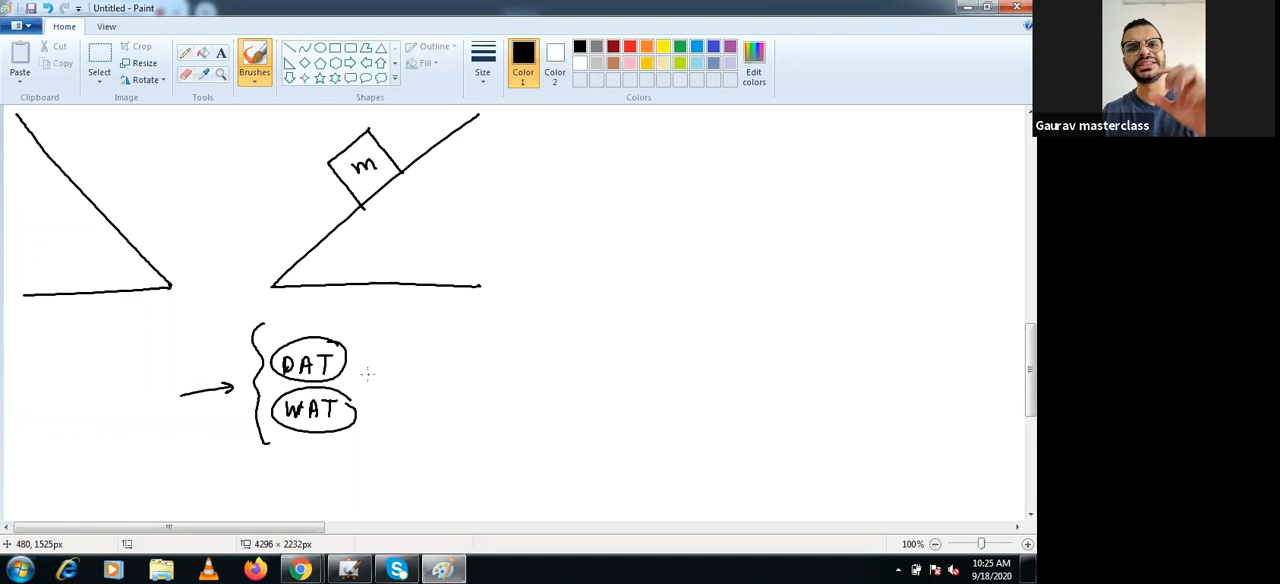 Untitled - Paint
Home View
Paste
Cut
Copy
Clipboard
Select
Crop
Resize
Rotate
Image
A
Tools
Brushes
Shapes
Outline
Fill
Size
Color 1
Color 2
Edit colors
Colors
Gaurav masterclass
m
DAT
WAT
480, 1525px
4296 × 2232px
100%
10:25 AM
9/18/2020